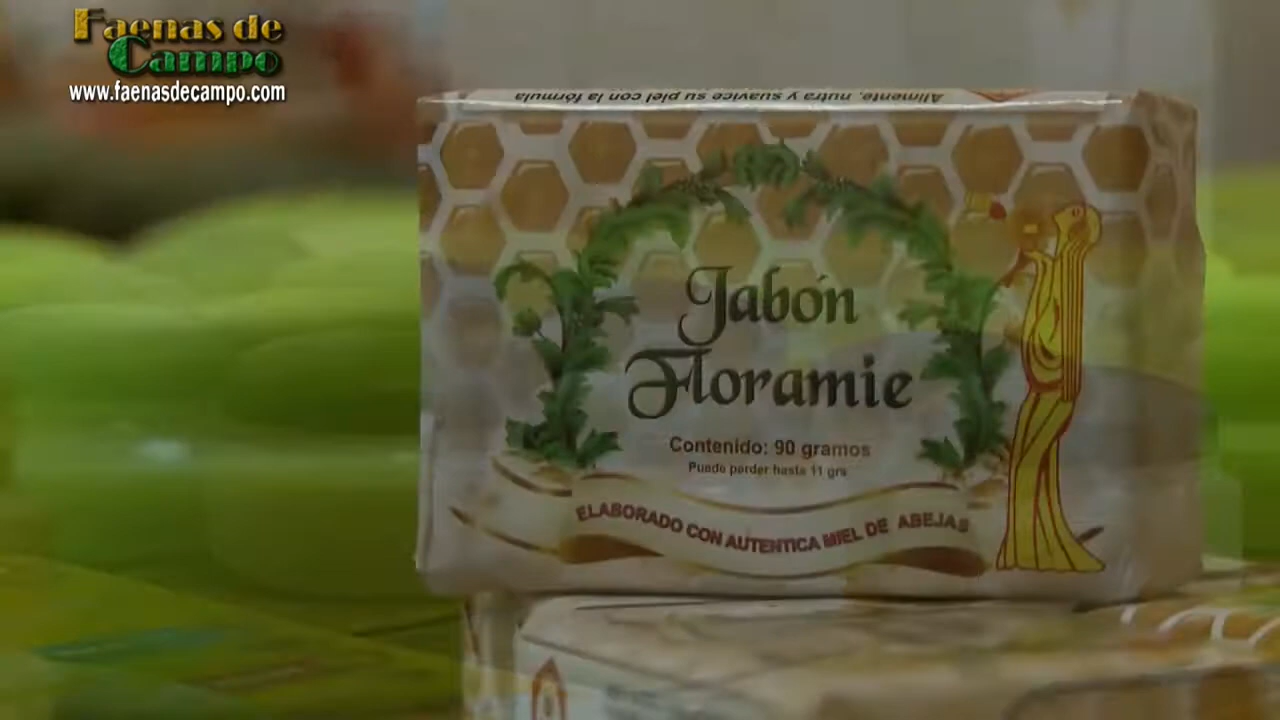 Faenas de
Campo
www.faenasdecampo.com
Alimente, nutra y suavice su piel con la fórmula
Jabón
Floramie
Contenido: 90 gramos
Puede perder hasta 11 grs
ELABORADO CON AUTENTICA MIEL DE ABEJAS